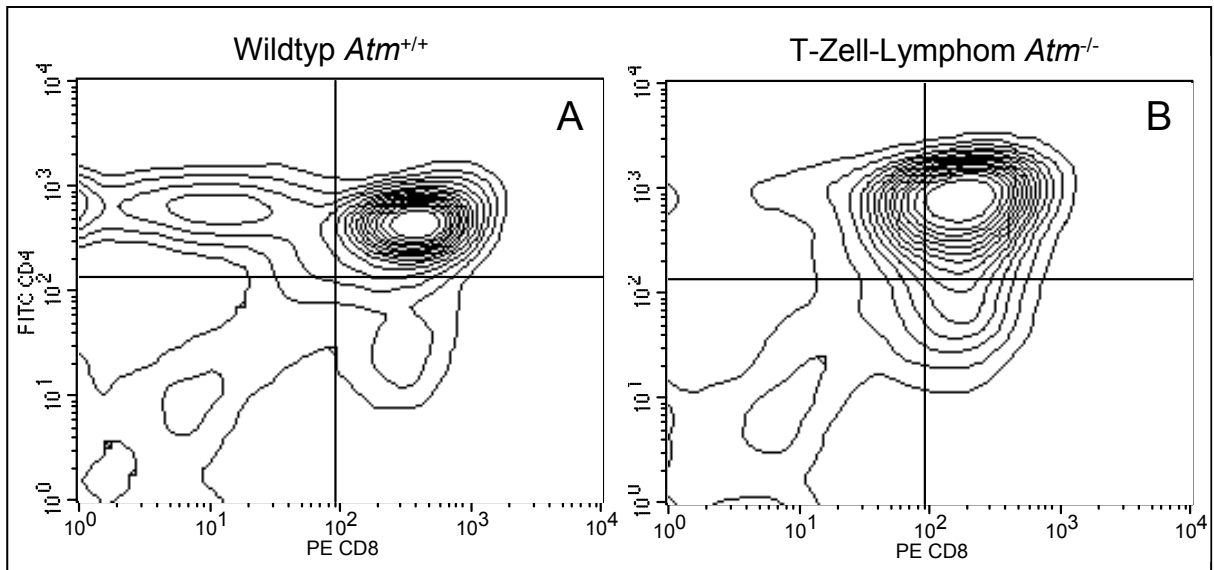 Wildtyp Atm+/+
A
FITC CD4
10^4
10^3
10^2
10^1
10^0
10^0 10^1 10^2 10^3 10^4
PE CD8
T-Zell-Lymphom Atm-/-
B
10^4
10^3
10^2
10^1
10^0
10^0 10^1 10^2 10^3 10^4
PE CD8